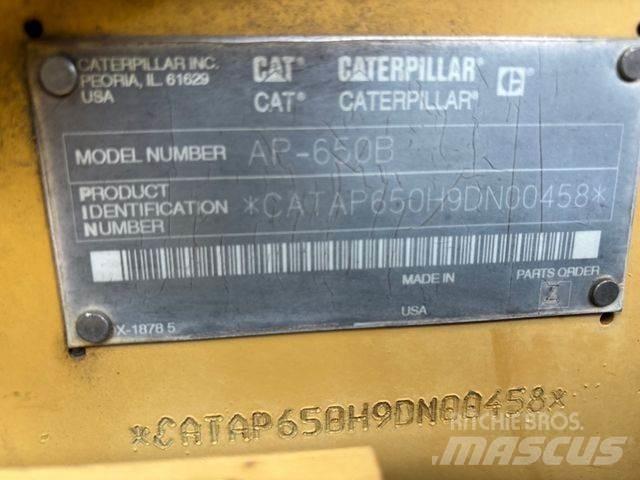 CATERPILLAR INC.
PEORIA, IL. 61629
USA
CAT® CATERPILLAR® C
CAT® CATERPILLAR®
MODEL NUMBER AP-650B
PRODUCT
IDENTIFICATION
NUMBER
*CATAP650H9DN00458*
MADE IN
USA
PARTS ORDER
1
X-1878 5
*CATAP650H9DN00458*
RITCHIE BROS.
MASCUS